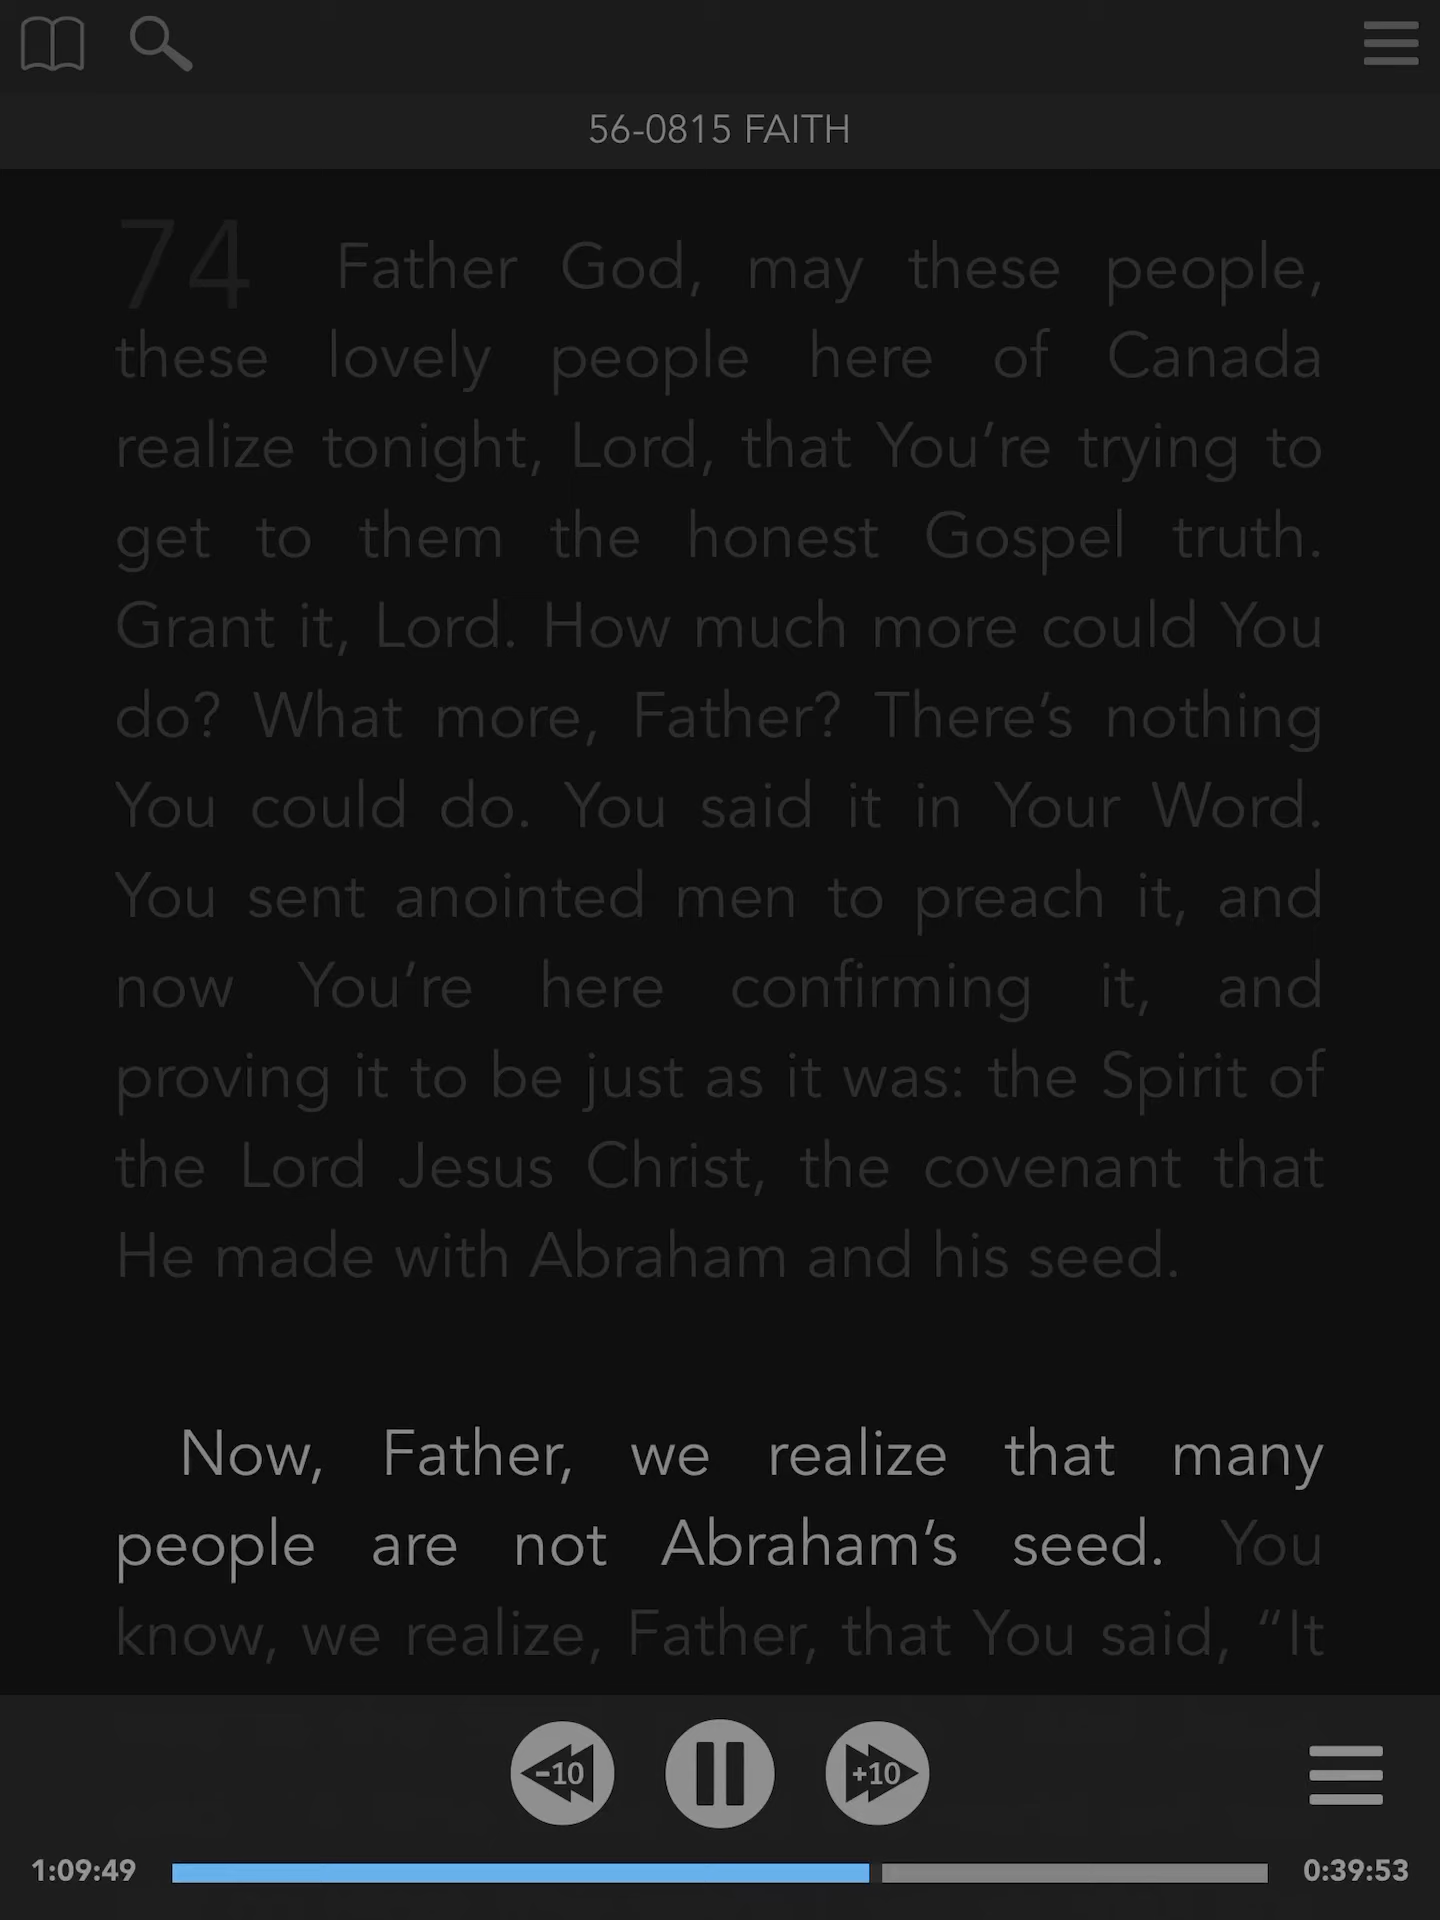 56-0815 FAITH
74 Father God, may these people,
these lovely people here of Canada
realize tonight, Lord, that You’re trying to
get to them the honest Gospel truth.
Grant it, Lord. How much more could You
do? What more, Father? There’s nothing
You could do. You said it in Your Word.
You sent anointed men to preach it, and
now You’re here confirming it, and
proving it to be just as it was: the Spirit of
the Lord Jesus Christ, the covenant that
He made with Abraham and his seed.
Now, Father, we realize that many
people are not Abraham’s seed. You
know, we realize, Father, that You said, “It
-10 +10
1:09:49 0:39:53